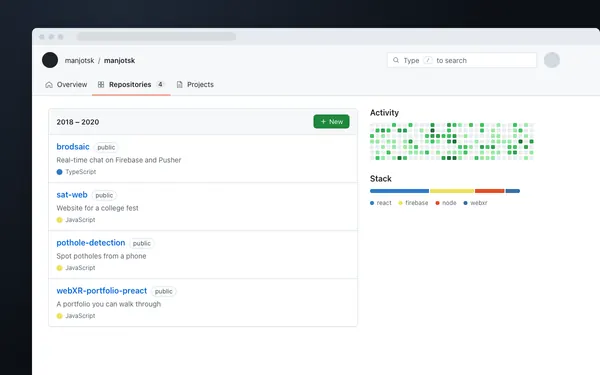 manjotsk / manjotsk
Type / to search
Overview
Repositories 4
Projects
2018 – 2020
+ New
brodsaic public
Real-time chat on Firebase and Pusher
TypeScript
sat-web public
Website for a college fest
JavaScript
pothole-detection public
Spot potholes from a phone
JavaScript
webXR-portfolio-preact public
A portfolio you can walk through
JavaScript
Activity
Stack
react firebase node webxr